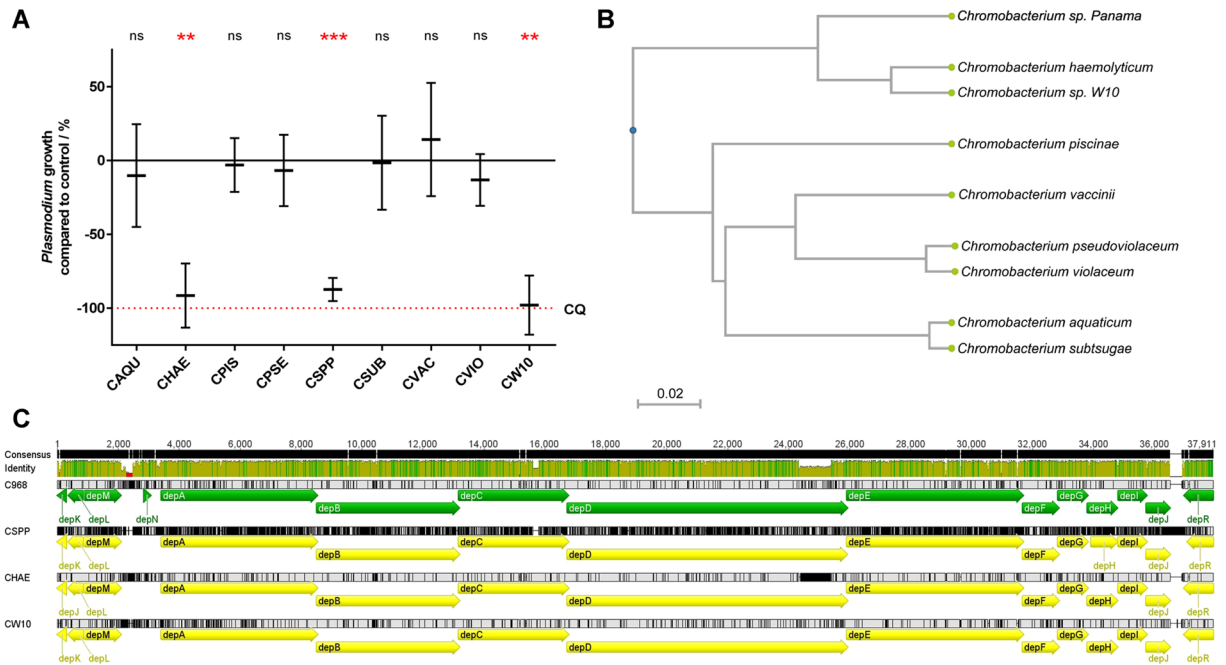 A
ns ** ns ns *** ns ns ns **
Plasmodium growth
compared to control / %
50
0
-50
-100
CQ
CAQU CHAE CPIS CPSE CSPP CSUB CVAC CVIO CW10
B
Chromobacterium sp. Panama
Chromobacterium haemolyticum
Chromobacterium sp. W10
Chromobacterium piscinae
Chromobacterium vaccinii
Chromobacterium pseudoviolaceum
Chromobacterium violaceum
Chromobacterium aquaticum
Chromobacterium subtsugae
0.02
C
1 2,000 4,000 6,000 8,000 10,000 12,000 14,000 16,000 18,000 20,000 22,000 24,000 26,000 28,000 30,000 32,000 34,000 36,000 37,911
Consensus
Identity
C968
depM depA depC depE depG depI
depB depD depF depH
depK depL depN depJ depR
CSPP
depM depA depC depE depG depI
depB depD depF
depK depL depH depJ depR
CHAE
depM depA depC depE depG depI
depB depD depF depH
depJ depL depJ depR
CW10
depM depA depC depE depG depI
depB depD depF depH
depK depL depJ depR